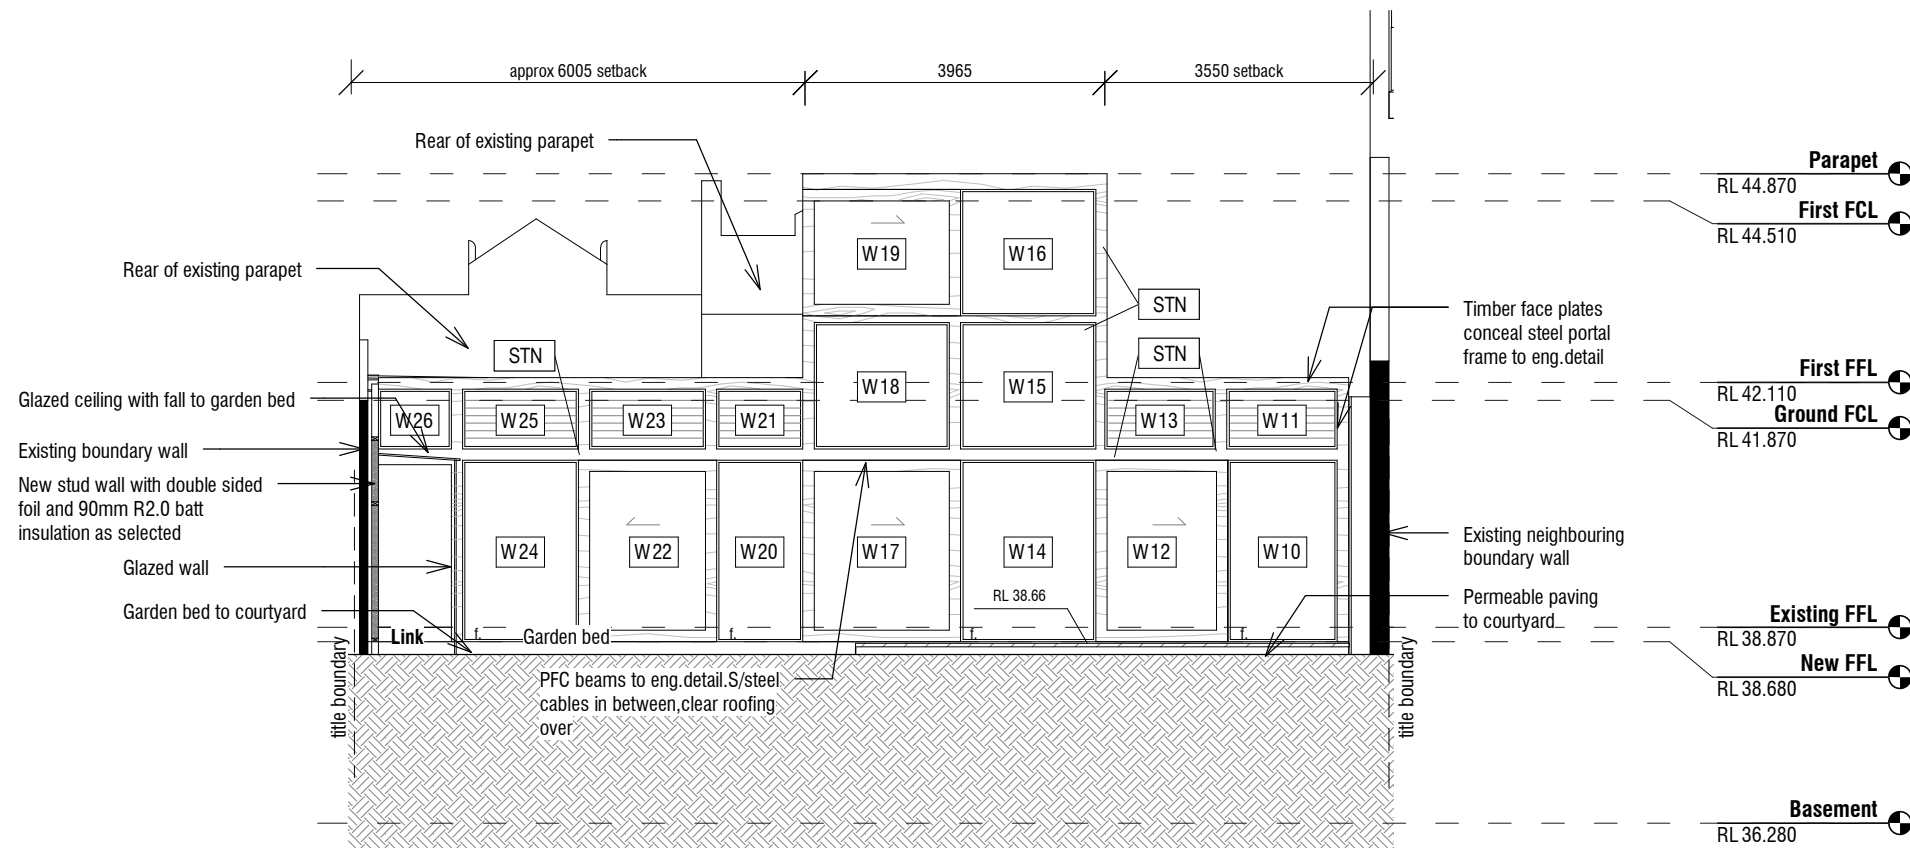 approx 6005 setback
3965
3550 setback
Rear of existing parapet
Parapet
RL 44.870
First FCL
RL 44.510
W19
W16
Rear of existing parapet
STN
Timber face plates
conceal steel portal
frame to eng.detail
STN
STN
First FFL
RL 42.110
W18
W15
Glazed ceiling with fall to garden bed
W26
W25
W23
W21
W13
W11
Ground FCL
RL 41.870
Existing boundary wall
New stud wall with double sided
foil and 90mm R2.0 batt
insulation as selected
W24
W22
W20
W17
W14
W12
W10
Existing neighbouring
boundary wall
Glazed wall
RL 38.66
Permeable paving
to courtyard
Garden bed to courtyard
Link
f.
Garden bed
f.
f.
f.
Existing FFL
RL 38.870
New FFL
RL 38.680
title boundary
title boundary
PFC beams to eng.detail.S/steel
cables in between,clear roofing
over
Basement
RL 36.280